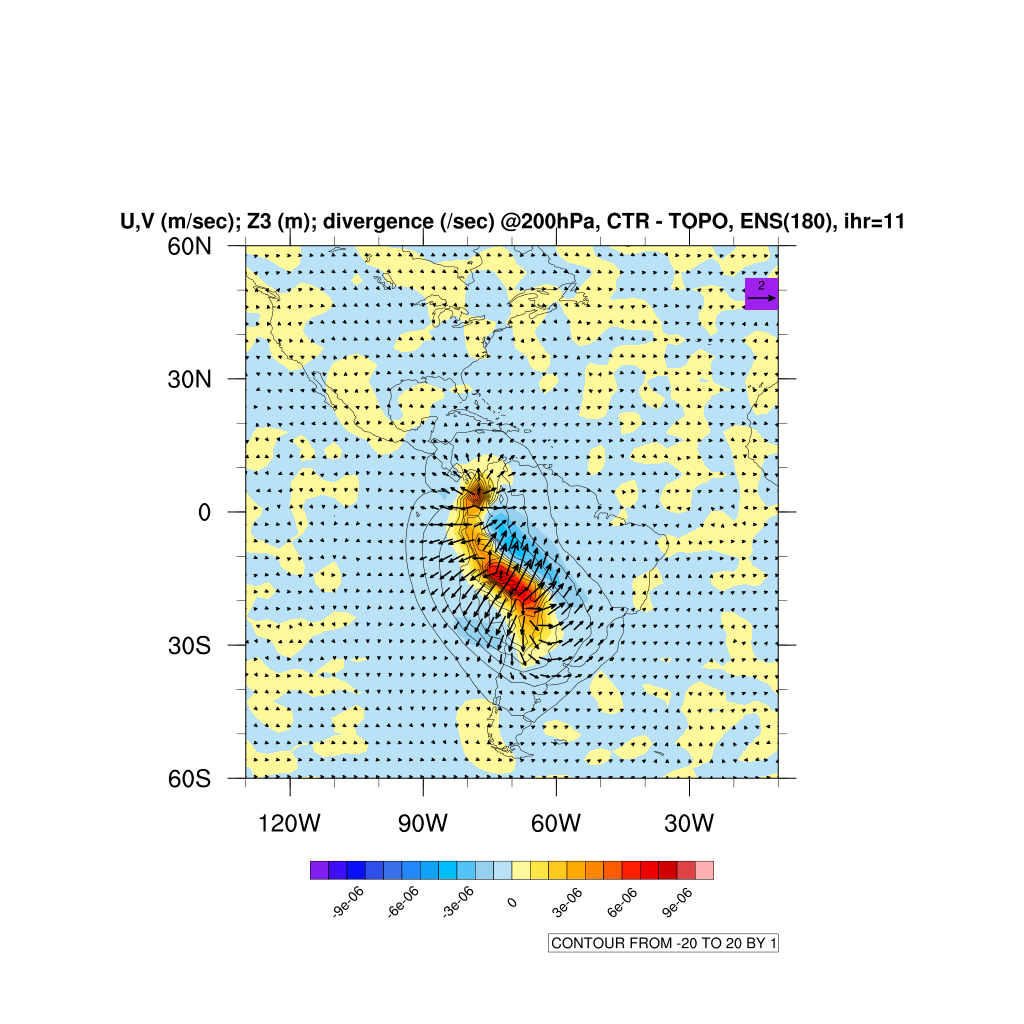 U,V (m/sec); Z3 (m); divergence (/sec) @200hPa, CTR - TOPO, ENS(180), ihr=11
60N
2
30N
0
30S
60S
120W 90W 60W 30W
-9e-06 -6e-06 -3e-06 0 3e-06 6e-06 9e-06
CONTOUR FROM -20 TO 20 BY 1